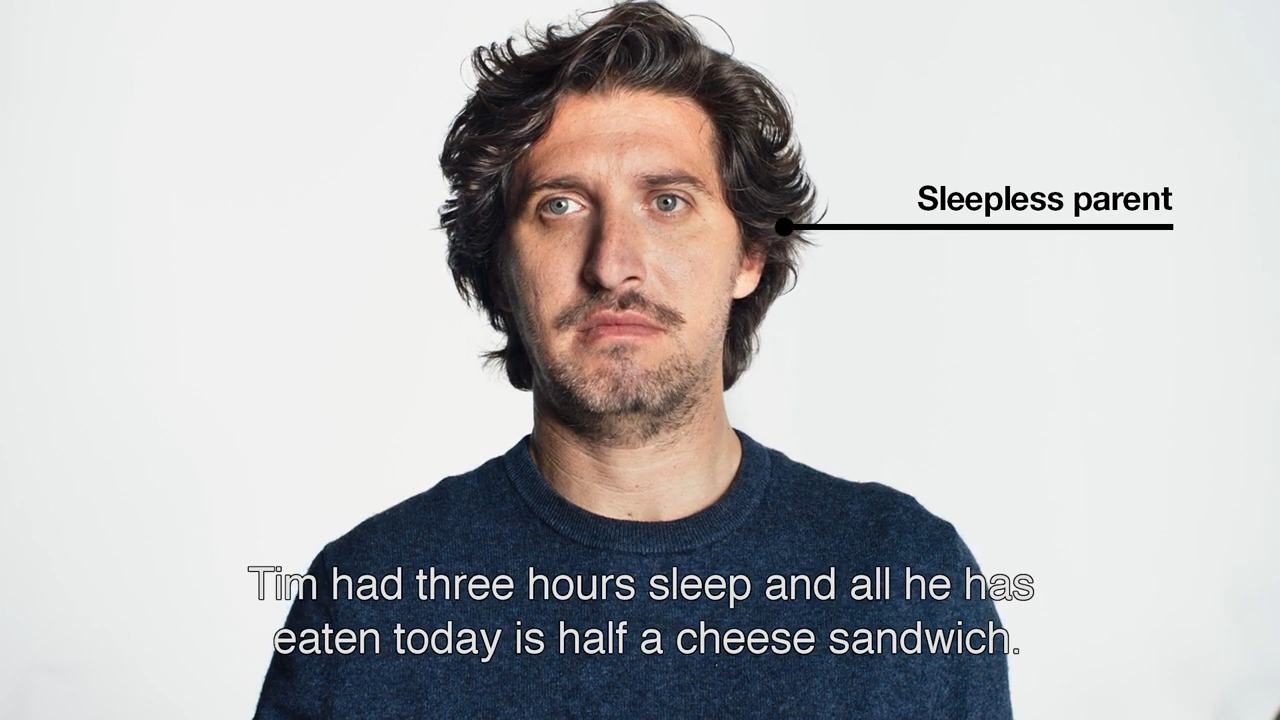 Sleepless parent
Tim had three hours sleep and all he has
eaten today is half a cheese sandwich.